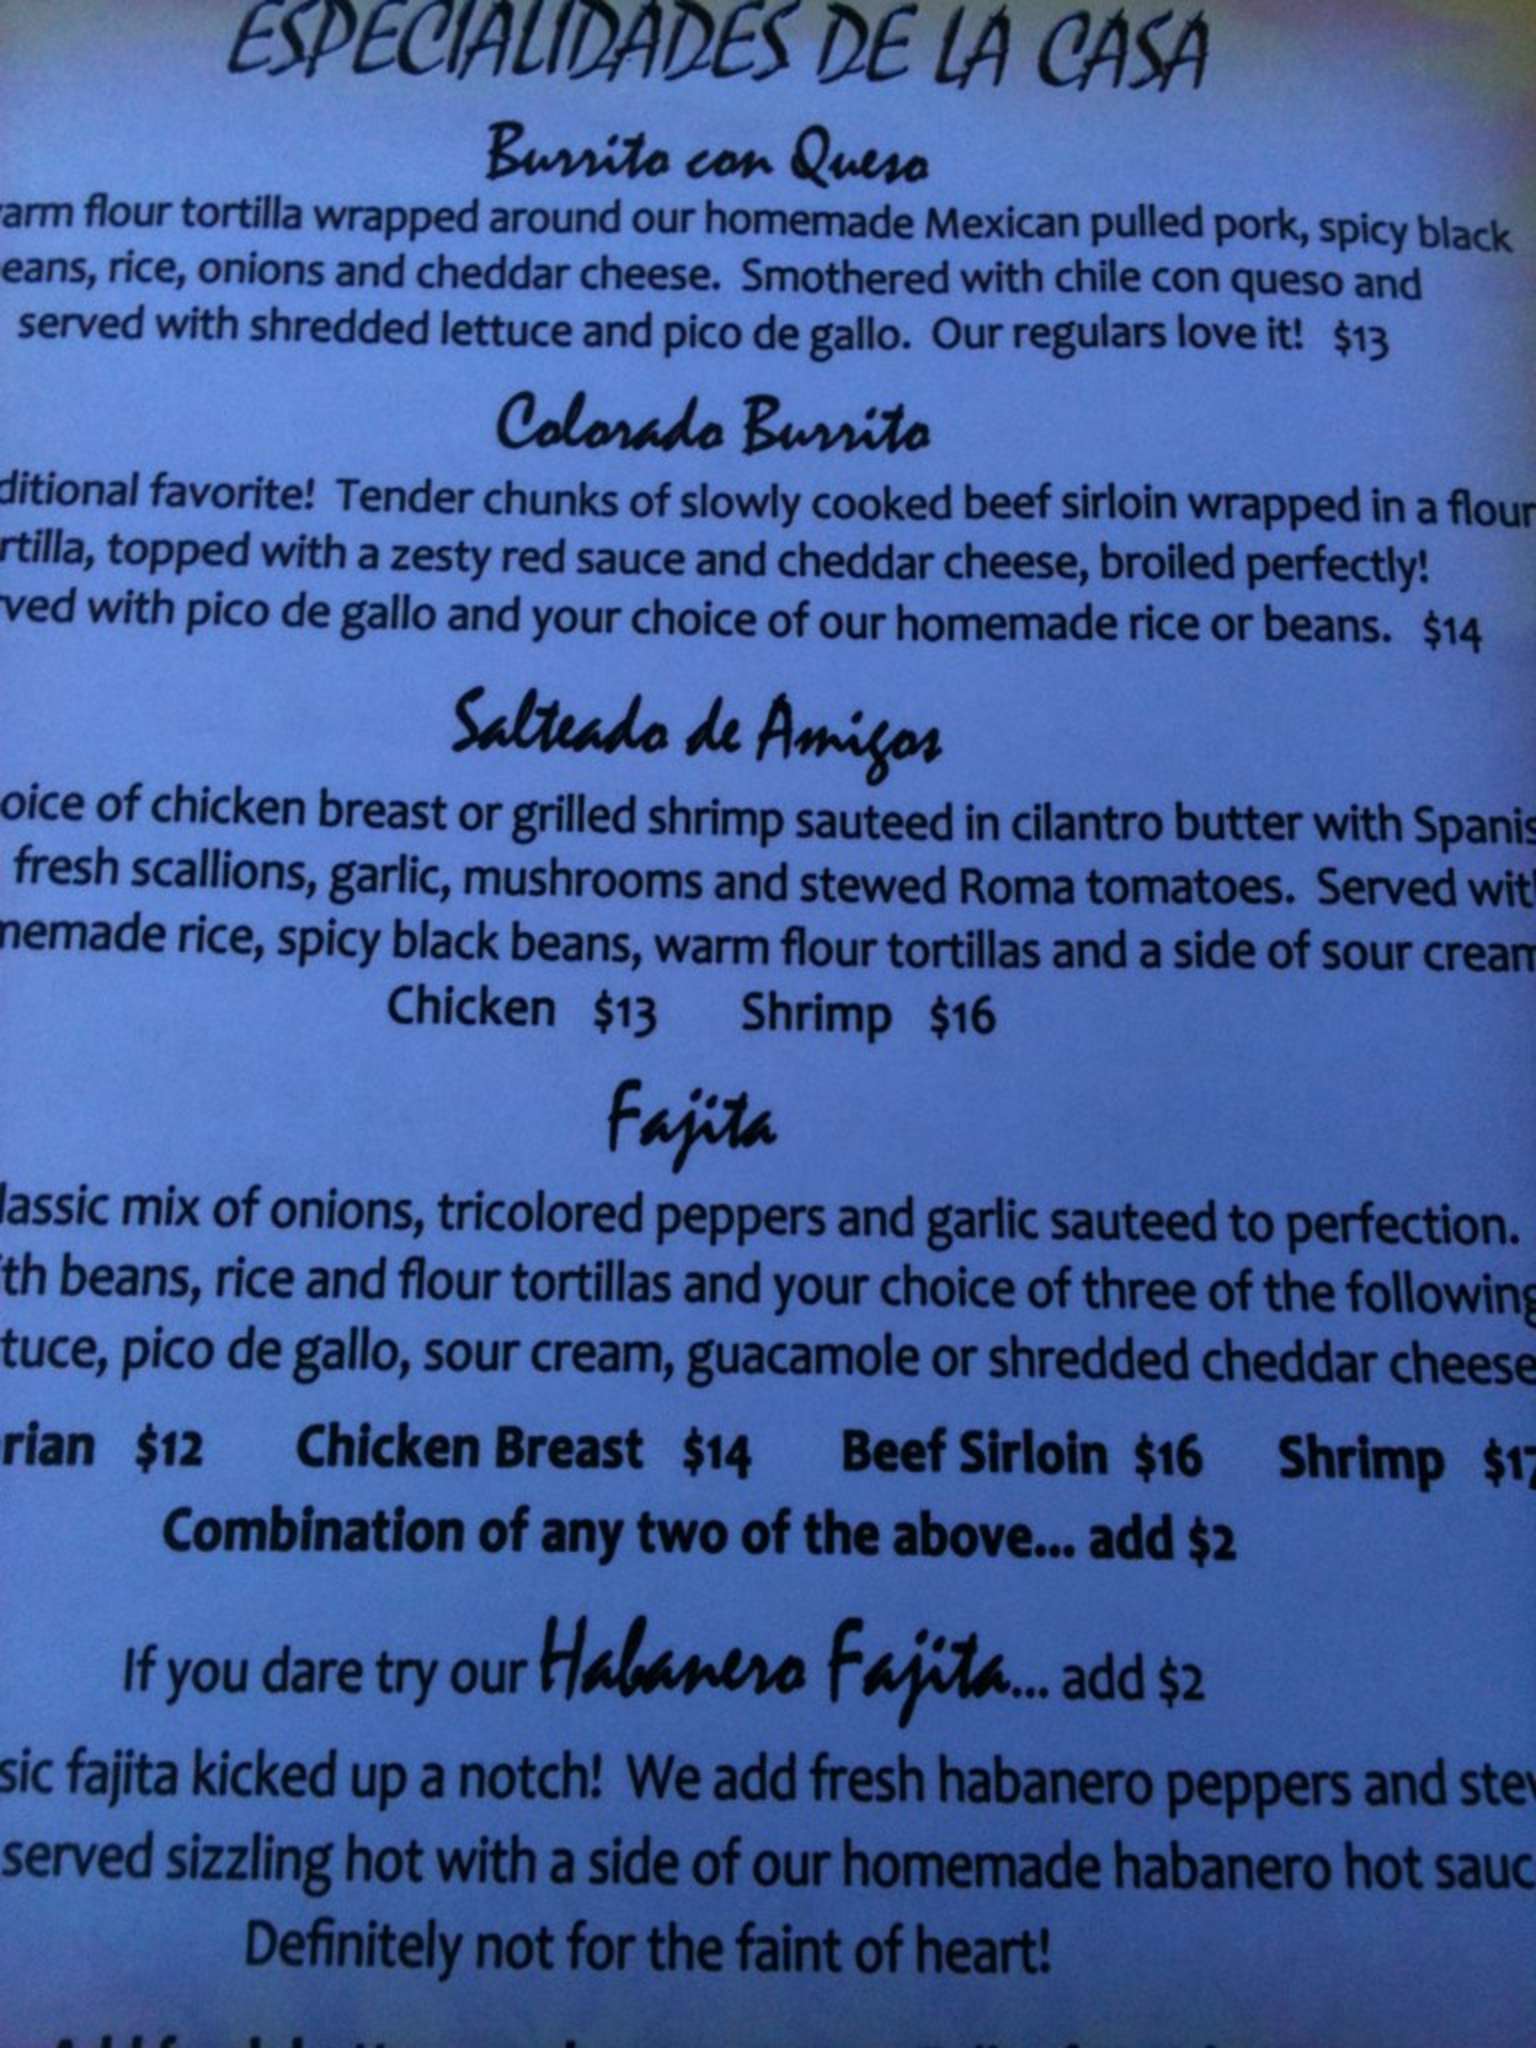 ESPECIALIDADES DE LA CASA
Burrito con Queso
arm flour tortilla wrapped around our homemade Mexican pulled pork, spicy black
eans, rice, onions and cheddar cheese. Smothered with chile con queso and
served with shredded lettuce and pico de gallo. Our regulars love it! $13
Colorado Burrito
ditional favorite! Tender chunks of slowly cooked beef sirloin wrapped in a flour
rtilla, topped with a zesty red sauce and cheddar cheese, broiled perfectly!
ved with pico de gallo and your choice of our homemade rice or beans. $14
Salteado de Amigos
oice of chicken breast or grilled shrimp sauteed in cilantro butter with Spanis
fresh scallions, garlic, mushrooms and stewed Roma tomatoes. Served wit
memade rice, spicy black beans, warm flour tortillas and a side of sour cream
Chicken $13 Shrimp $16
Fajita
lassic mix of onions, tricolored peppers and garlic sauteed to perfection.
th beans, rice and flour tortillas and your choice of three of the following
tuce, pico de gallo, sour cream, guacamole or shredded cheddar cheese
rian $12 Chicken Breast $14 Beef Sirloin $16 Shrimp $17
Combination of any two of the above... add $2
If you dare try our Habanero Fajita... add $2
sic fajita kicked up a notch! We add fresh habanero peppers and stew
served sizzling hot with a side of our homemade habanero hot sauc
Definitely not for the faint of heart!